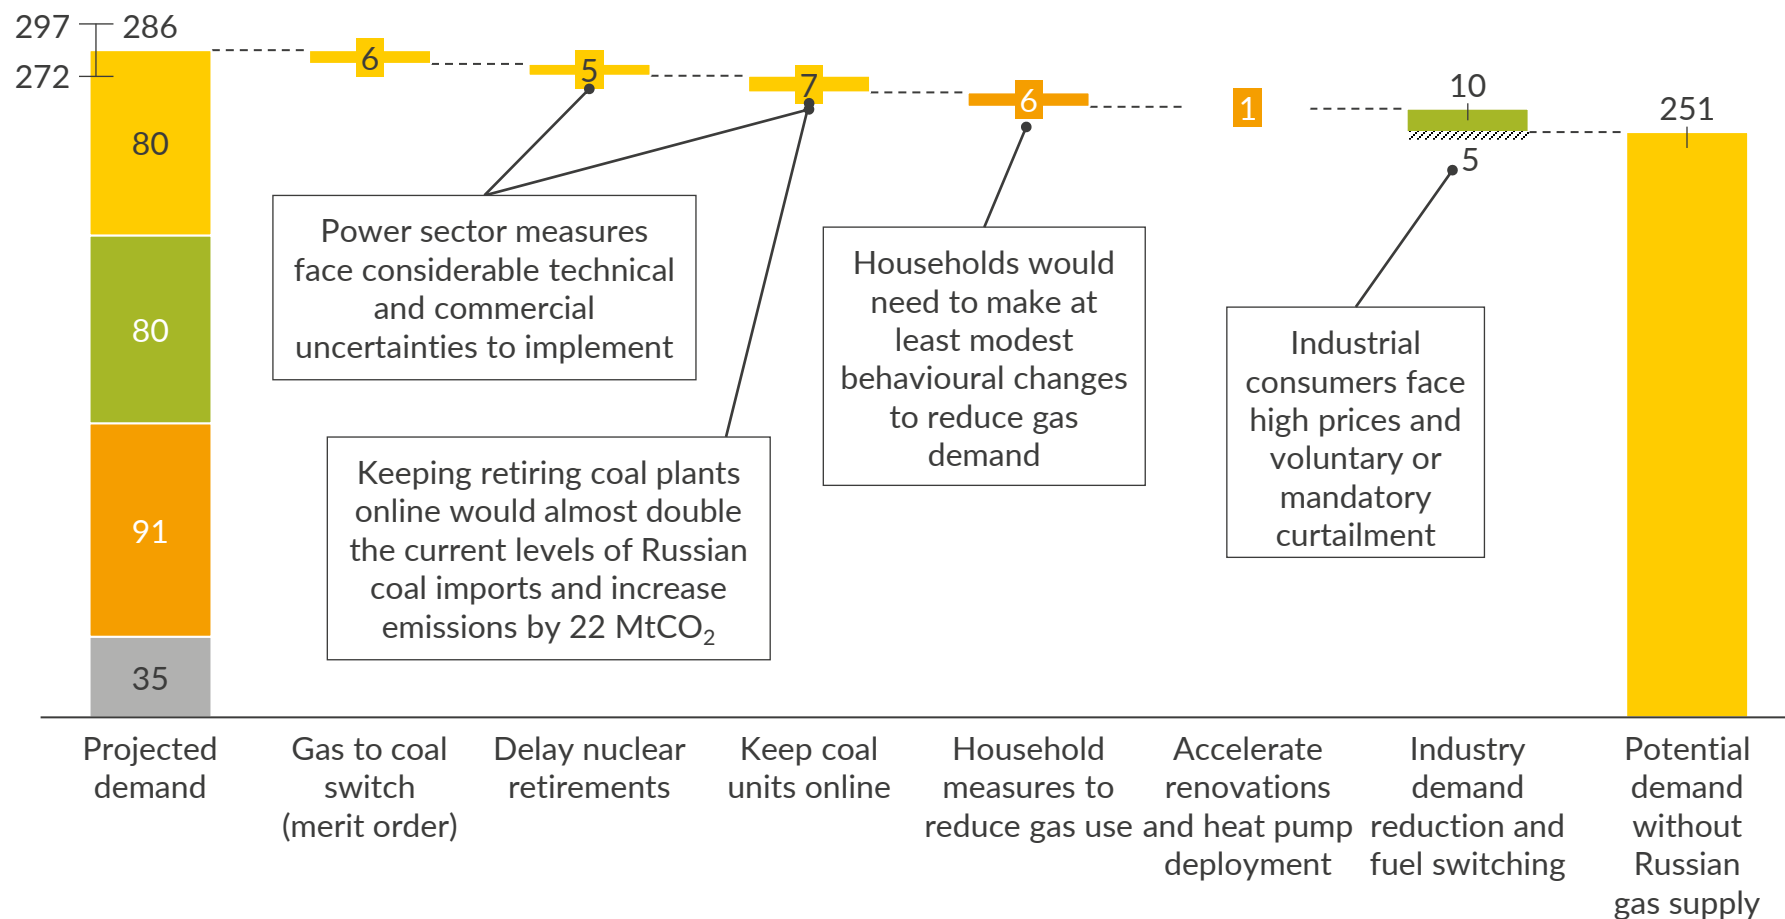 297
286
272
80
80
91
35
6
5
7
6
1
10
5
251
Power sector measures
face considerable technical
and commercial
uncertainties to implement
Keeping retiring coal plants
online would almost double
the current levels of Russian
coal imports and increase
emissions by 22 MtCO₂
Households would
need to make at
least modest
behavioural changes
to reduce gas
demand
Industrial
consumers face
high prices and
voluntary or
mandatory
curtailment
Projected
demand
Gas to coal
switch
(merit order)
Delay nuclear
retirements
Keep coal
units online
Household
measures to
reduce gas use
Accelerate
renovations
and heat pump
deployment
Industry
demand
reduction and
fuel switching
Potential
demand
without
Russian
gas supply